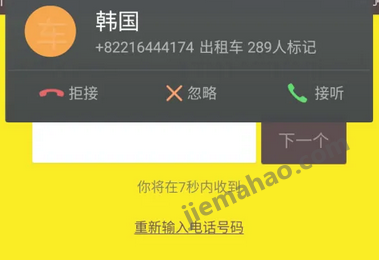 车
韩国
+82216444174 出租车 289人标记
拒接
忽略
接听
下一个
你将在7秒内收到
重新输入电话号码
jiemahao.com